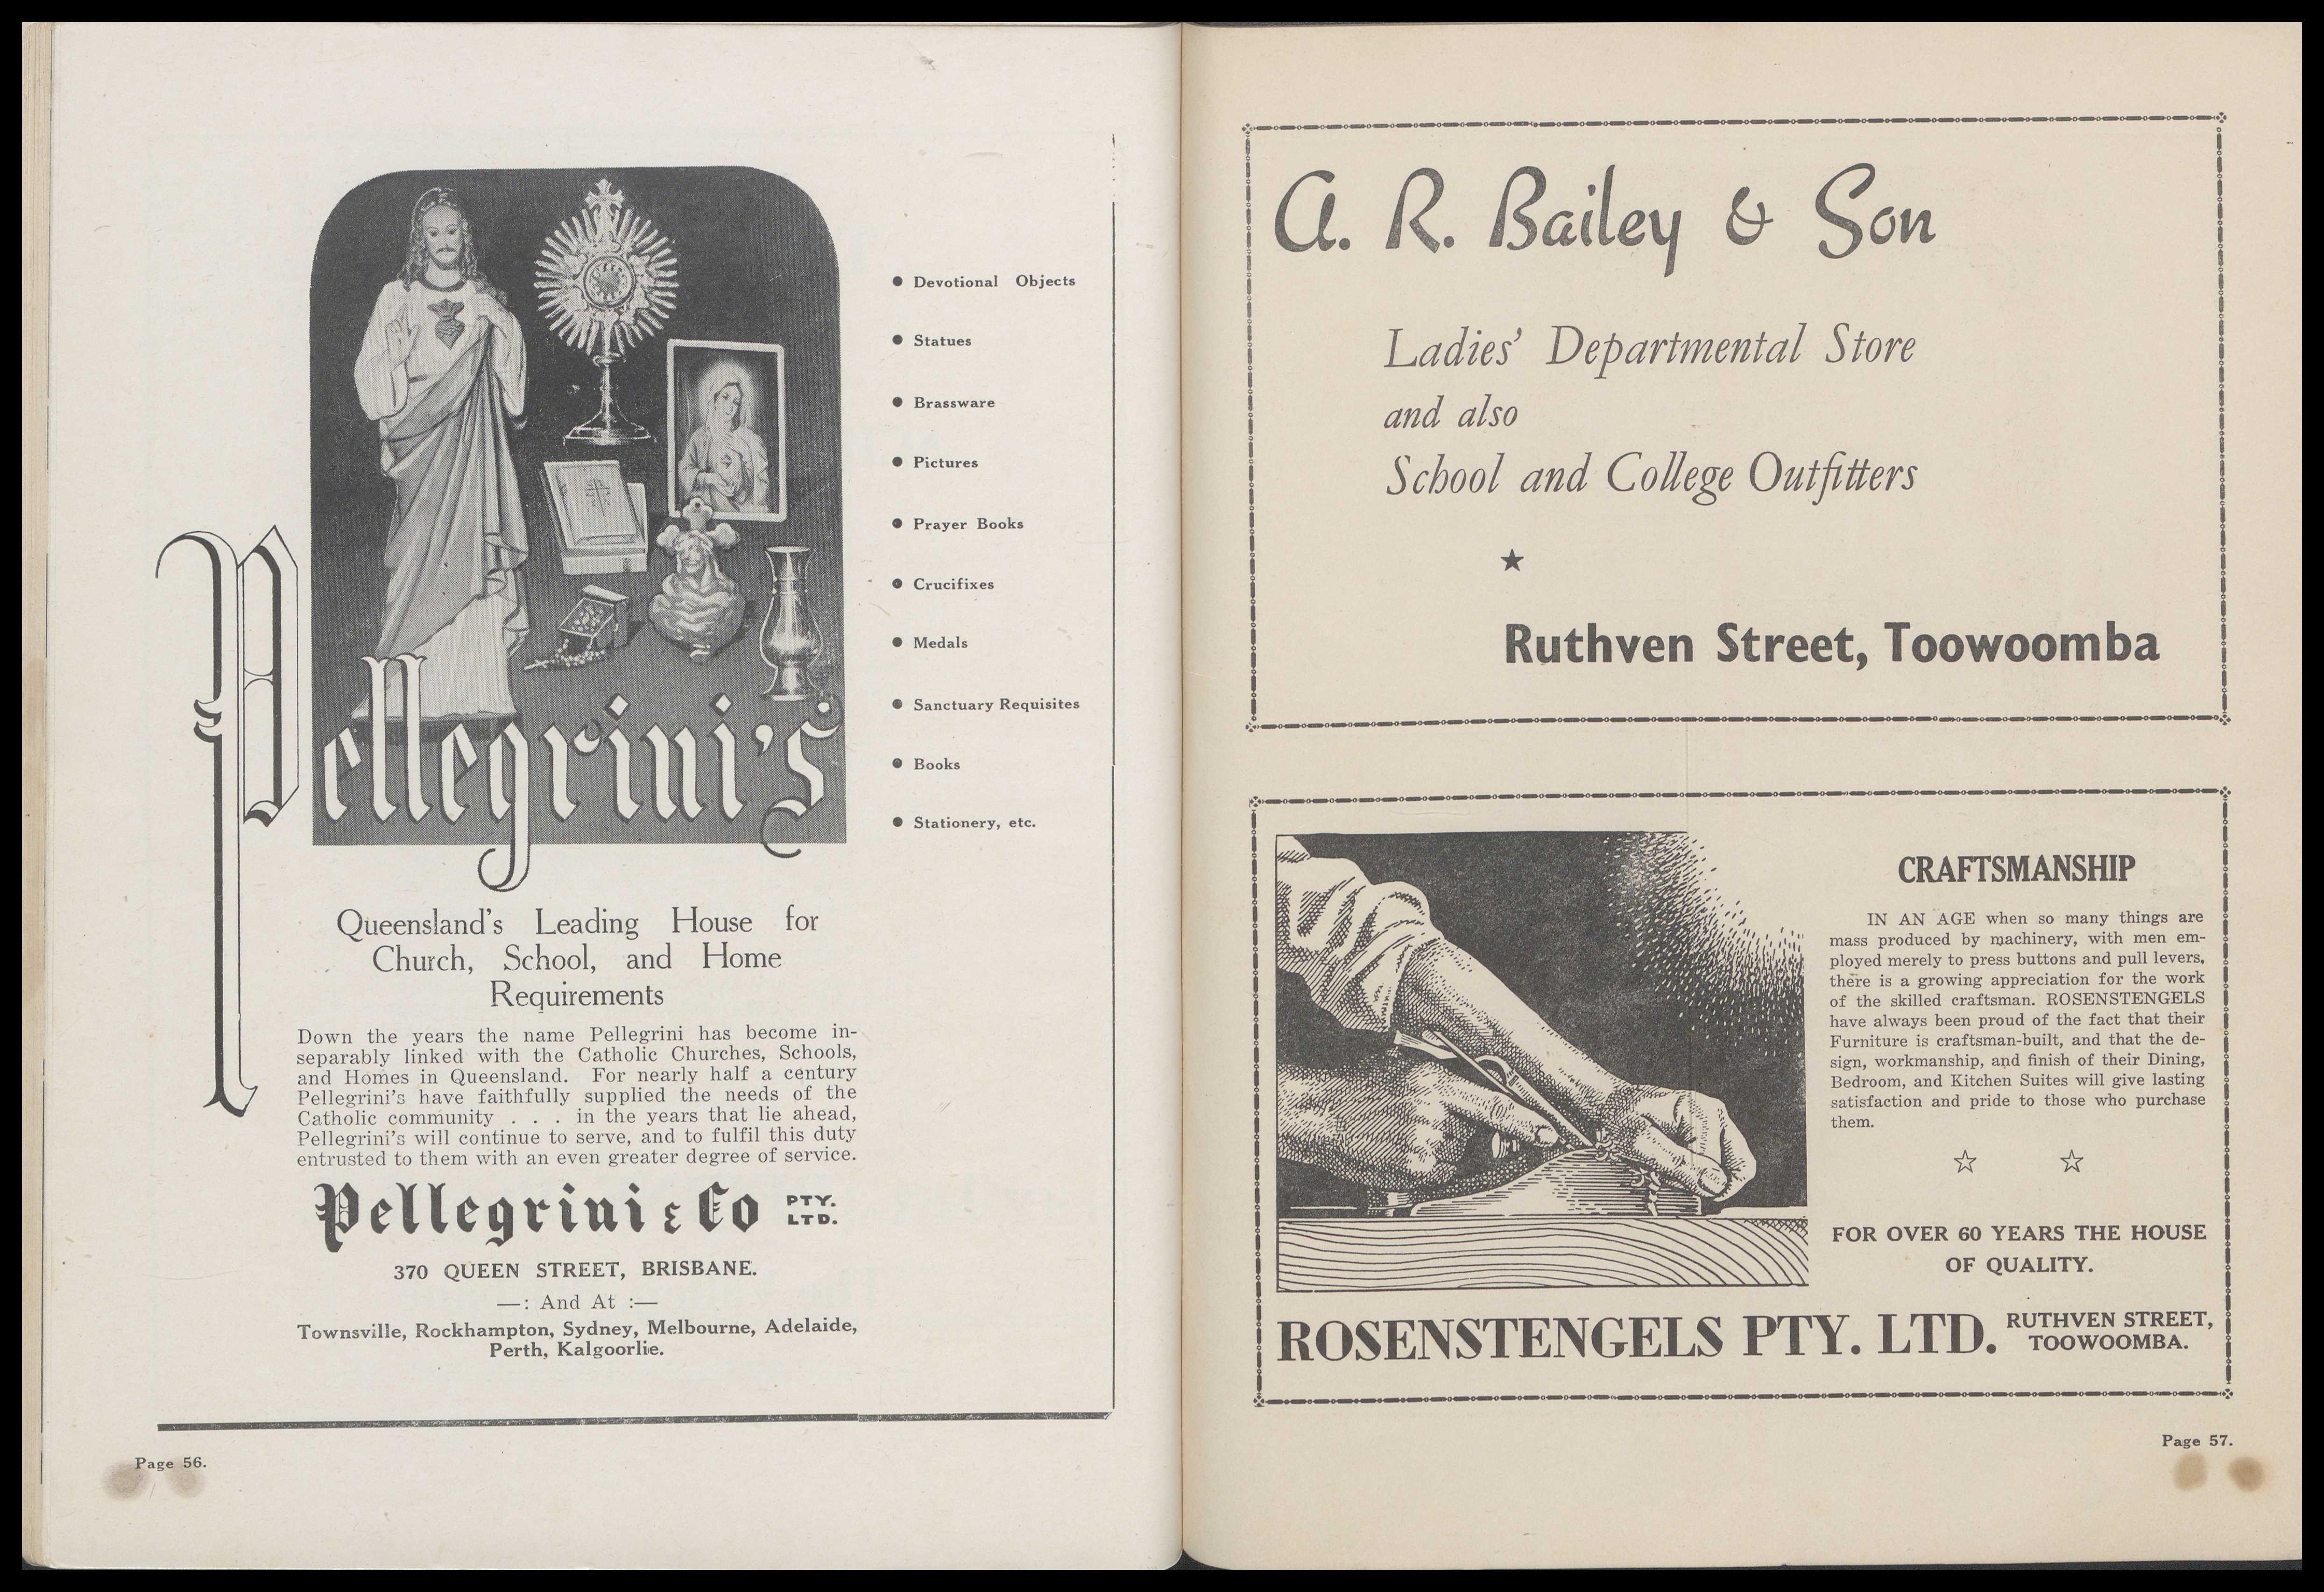 Pellegrini's
● Devotional Objects
● Statues
● Brassware
● Pictures
● Prayer Books
● Crucifixes
● Medals
● Sanctuary Requisites
● Books
● Stationery, etc.
Queensland's Leading House for
Church, School, and Home
Requirements
Down the years the name Pellegrini has become in-
separably linked with the Catholic Churches, Schools,
and Homes in Queensland. For nearly half a century
Pellegrini's have faithfully supplied the needs of the
Catholic community . . . in the years that lie ahead,
Pellegrini's will continue to serve, and to fulfil this duty
entrusted to them with an even greater degree of service.
Pellegrini & Co PTY.
LTD.
370 QUEEN STREET, BRISBANE.
—: And At :—
Townsville, Rockhampton, Sydney, Melbourne, Adelaide,
Perth, Kalgoorlie.
Page 56.
A. R. Bailey & Son
Ladies' Departmental Store
and also
School and College Outfitters
★
Ruthven Street, Toowoomba
CRAFTSMANSHIP
IN AN AGE when so many things are
mass produced by machinery, with men em-
ployed merely to press buttons and pull levers,
there is a growing appreciation for the work
of the skilled craftsman. ROSENSTENGELS
have always been proud of the fact that their
Furniture is craftsman-built, and that the de-
sign, workmanship, and finish of their Dining,
Bedroom, and Kitchen Suites will give lasting
satisfaction and pride to those who purchase
them.
☆ ☆
FOR OVER 60 YEARS THE HOUSE
OF QUALITY.
ROSENSTENGELS PTY. LTD. RUTHVEN STREET,
TOOWOOMBA.
Page 57.